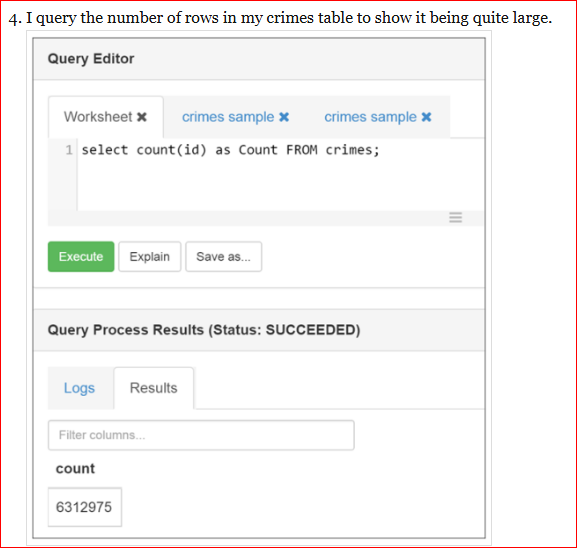 4. I query the number of rows in my crimes table to show it being quite large.
Query Editor
Worksheet ✖ crimes sample ✖ crimes sample ✖
1 select count(id) as Count FROM crimes;
Execute Explain Save as...
Query Process Results (Status: SUCCEEDED)
Logs Results
Filter columns...
count
6312975